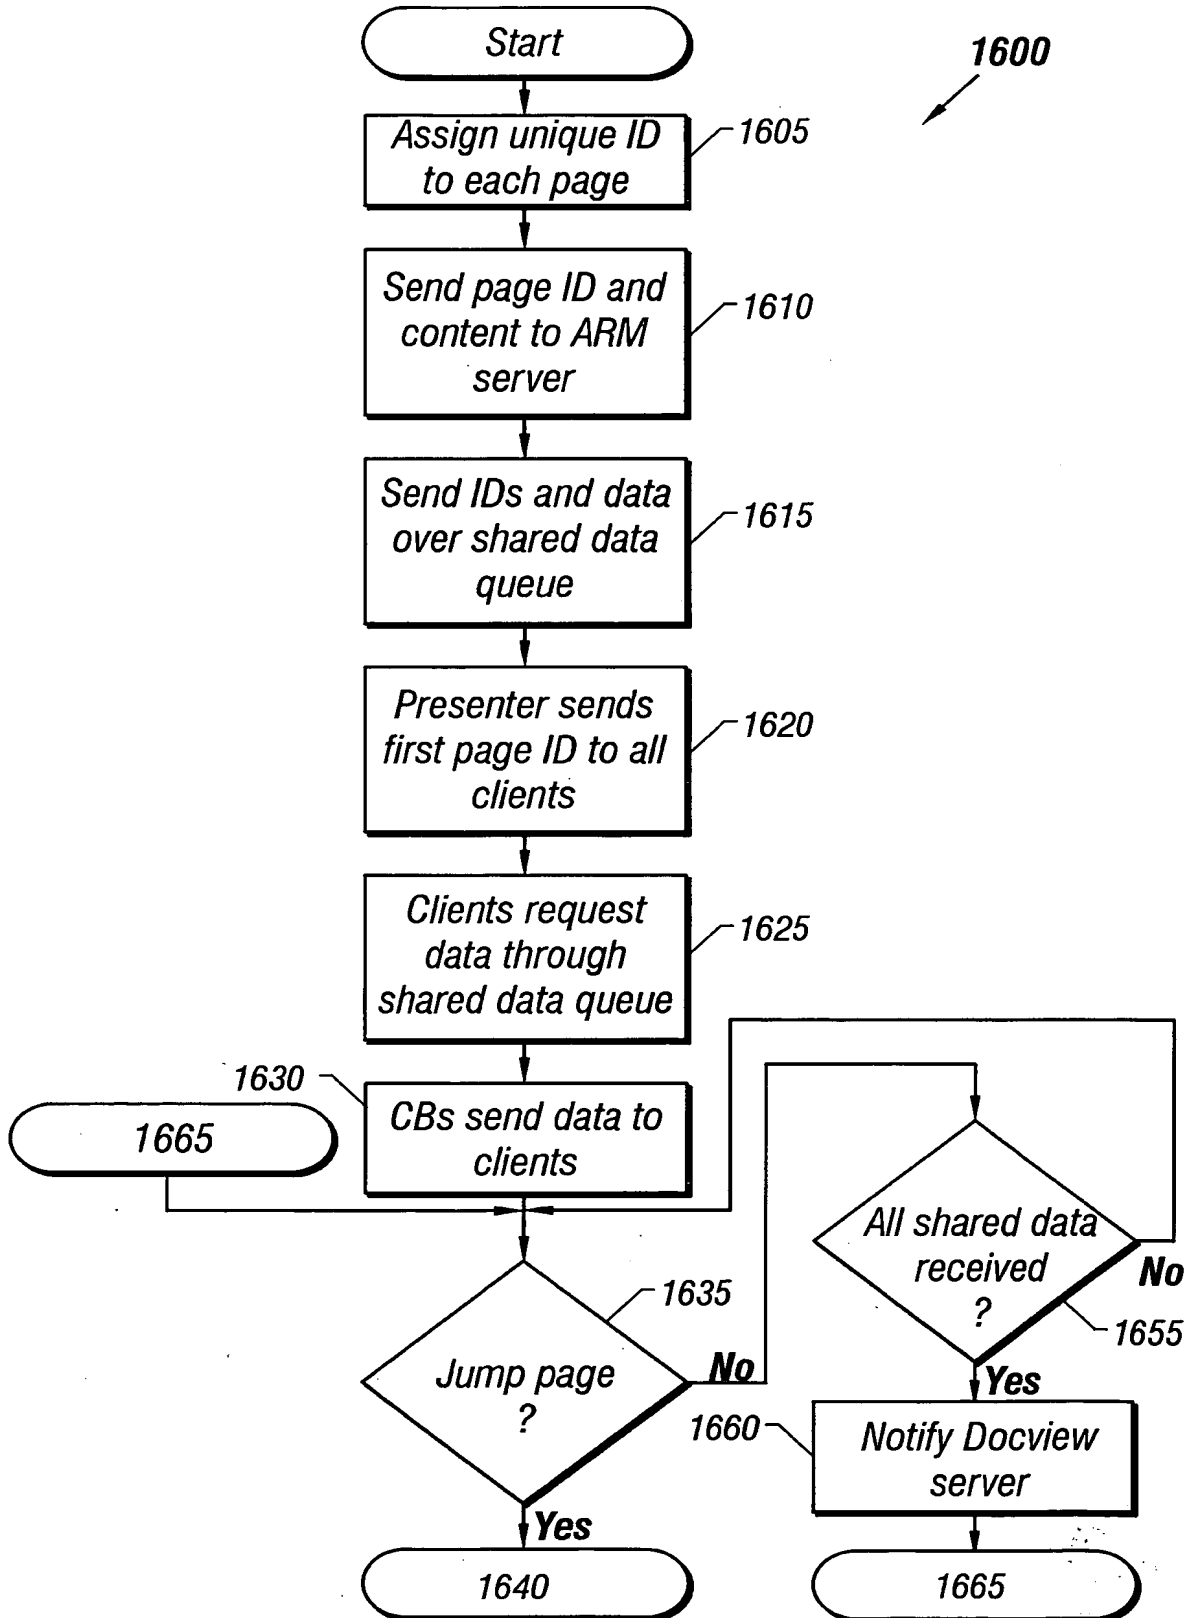 Start
1600
Assign unique ID
to each page
1605
Send page ID and
content to ARM
server
1610
Send IDs and data
over shared data
queue
1615
Presenter sends
first page ID to all
clients
1620
Clients request
data through
shared data queue
1625
1630
CBs send data to
clients
1665
Jump page
?
1635
No
Yes
1640
All shared data
received
?
No
1655
Yes
1660
Notify Docview
server
1665